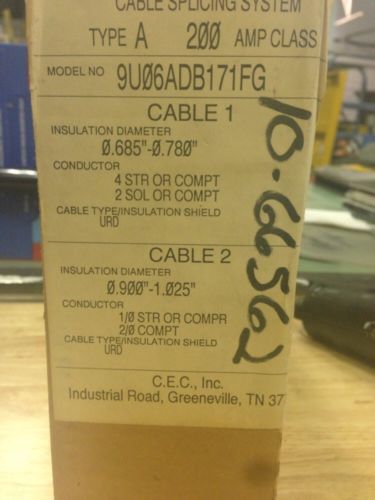 CABLE SPLICING SYSTEM
TYPE A 200 AMP CLASS
MODEL NO 9U06ADB171FG
CABLE 1
INSULATION DIAMETER
0.685"-0.780"
CONDUCTOR
4 STR OR COMPT
2 SOL OR COMPT
CABLE TYPE/INSULATION SHIELD
URD
CABLE 2
INSULATION DIAMETER
0.900"-1.025"
CONDUCTOR
1/0 STR OR COMPR
2/0 COMPT
CABLE TYPE/INSULATION SHIELD
URD
C.E.C., Inc.
Industrial Road, Greeneville, TN 37
10-66562